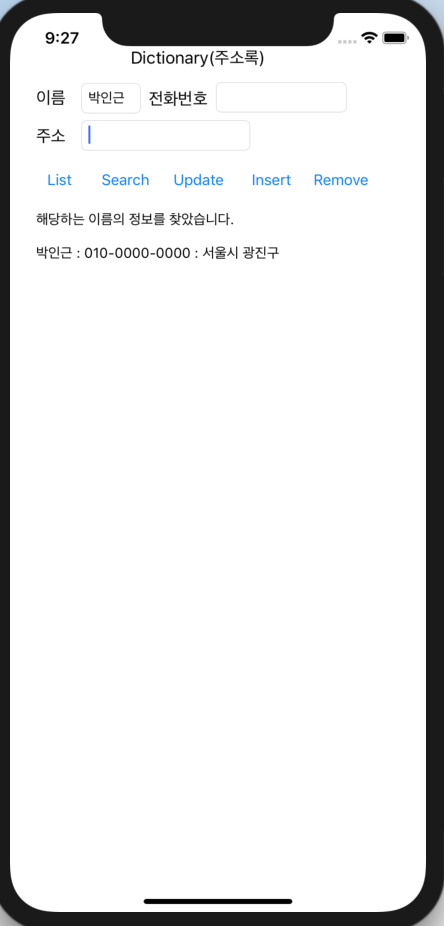 9:27
Dictionary(주소록)
이름 박인근 전화번호
주소
List Search Update Insert Remove
해당하는 이름의 정보를 찾았습니다.
박인근 : 010-0000-0000 : 서울시 광진구